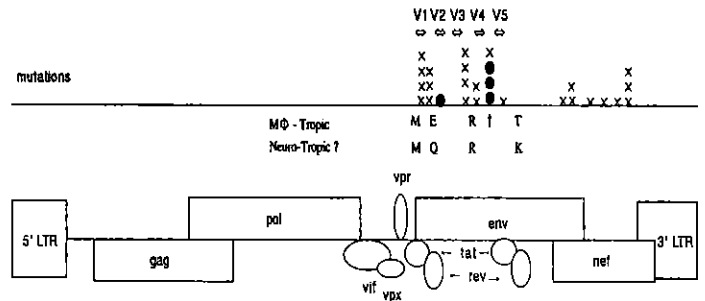 V1 V2 V3 V4 V5
mutations
MΦ - Tropic M E R † T
Neuro-Tropic ? M Q R K
vpr
pol env
5' LTR 3' LTR
gag nef
← tat →
← rev →
vif vpx